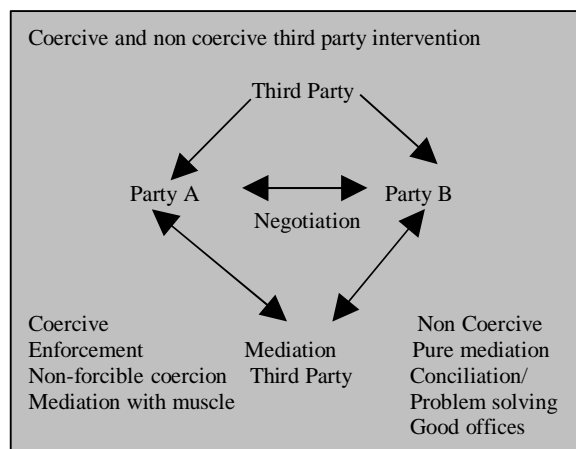 Coercive and non coercive third party intervention
Third Party
Party A
Party B
Negotiation
Coercive
Enforcement
Non-forcible coercion
Mediation with muscle
Mediation
Third Party
Non Coercive
Pure mediation
Conciliation/
Problem solving
Good offices